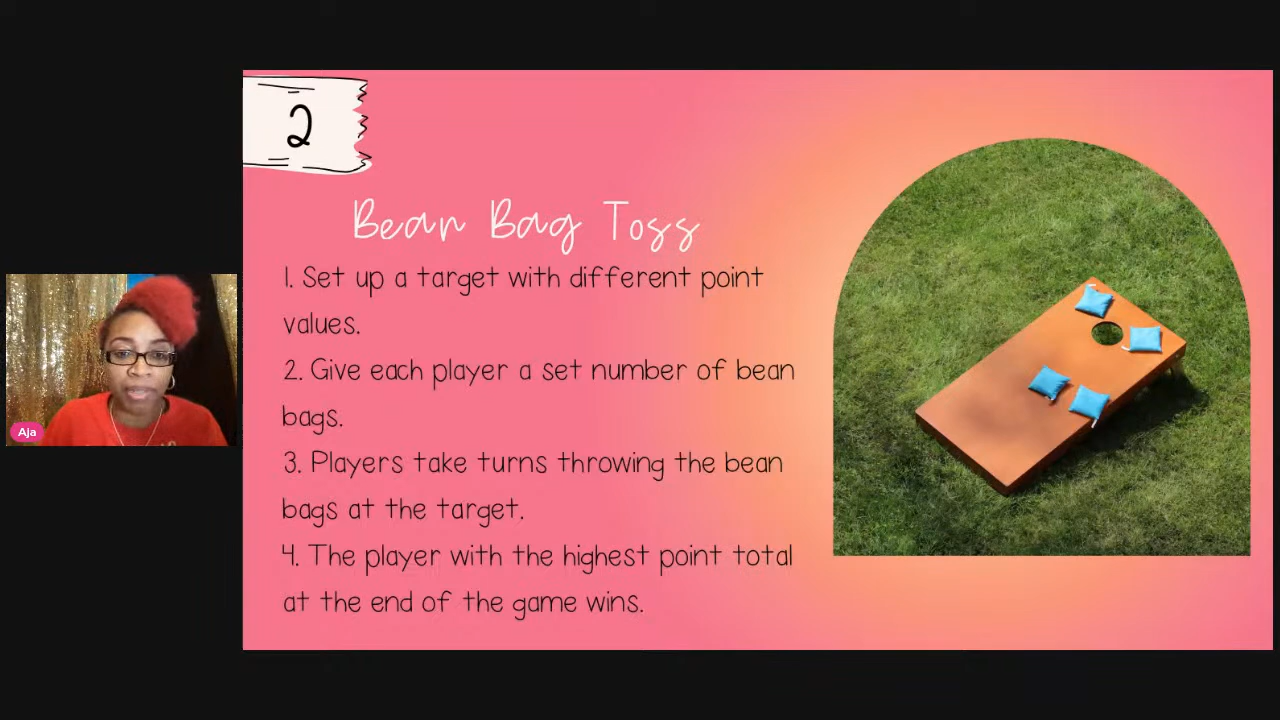 2
Bean Bag Toss
1. Set up a target with different point
values.
2. Give each player a set number of bean
bags.
3. Players take turns throwing the bean
bags at the target.
4. The player with the highest point total
at the end of the game wins.
Aja